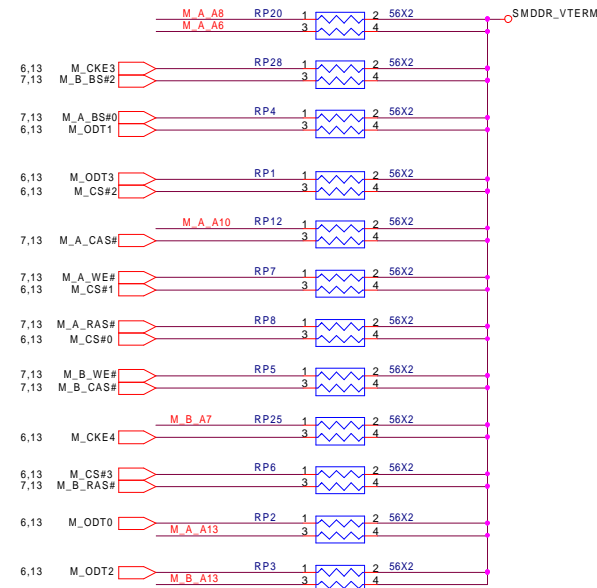 M_A_A8 RP20 1 2 56X2 SMDDR_VTERM
M_A_A6 3 4
6,13 M_CKE3 RP28 1 2 56X2
7,13 M_B_BS#2 3 4
7,13 M_A_BS#0 RP4 1 2 56X2
6,13 M_ODT1 3 4
6,13 M_ODT3 RP1 1 2 56X2
6,13 M_CS#2 3 4
M_A_A10 RP12 1 2 56X2
7,13 M_A_CAS# 3 4
7,13 M_A_WE# RP7 1 2 56X2
6,13 M_CS#1 3 4
7,13 M_A_RAS# RP8 1 2 56X2
6,13 M_CS#0 3 4
7,13 M_B_WE# RP5 1 2 56X2
7,13 M_B_CAS# 3 4
M_B_A7 RP25 1 2 56X2
6,13 M_CKE4 3 4
6,13 M_CS#3 RP6 1 2 56X2
7,13 M_B_RAS# 3 4
6,13 M_ODT0 RP2 1 2 56X2
M_A_A13 3 4
6,13 M_ODT2 RP3 1 2 56X2
M_B_A13 3 4